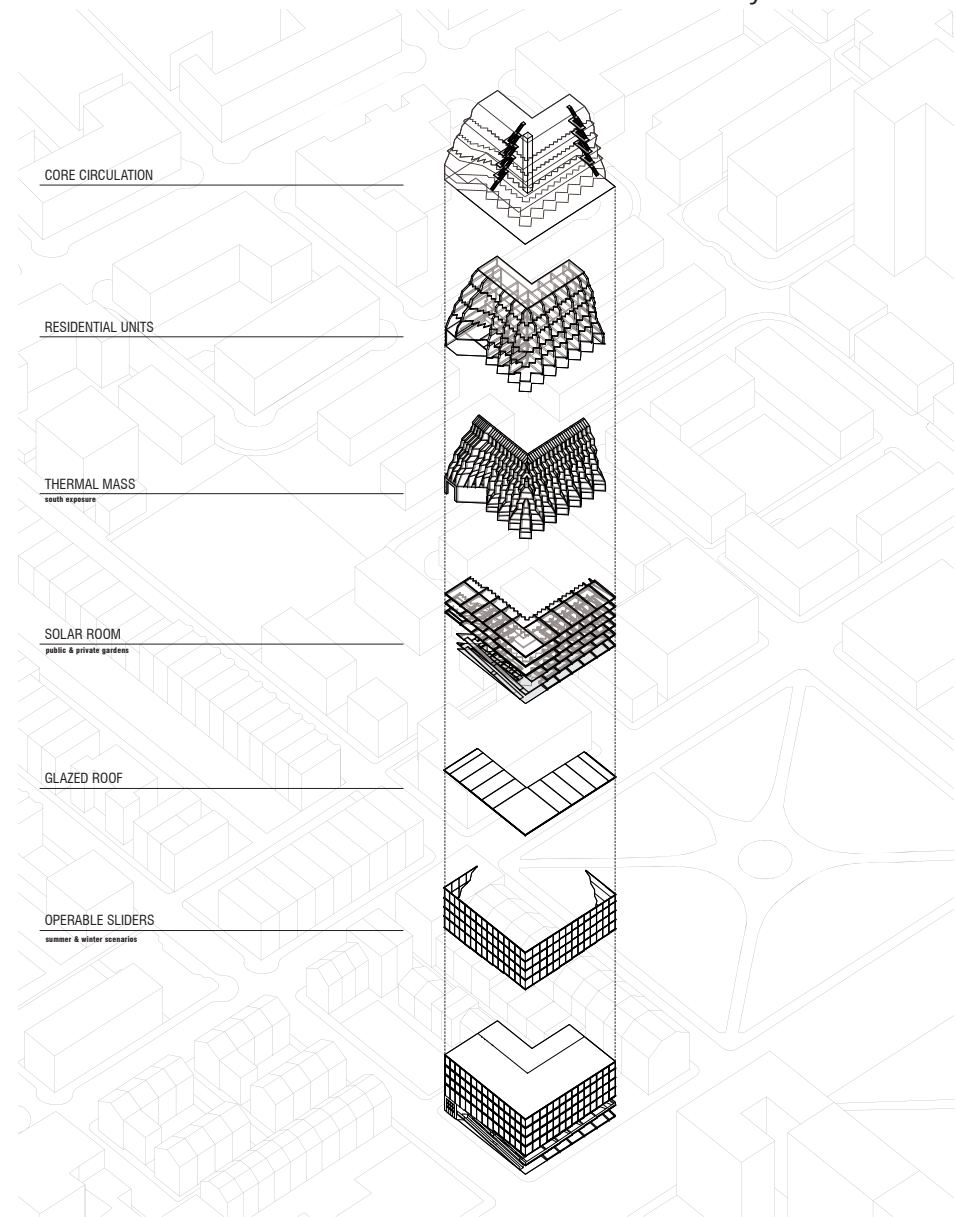 CORE CIRCULATION
RESIDENTIAL UNITS
THERMAL MASS
south exposure
SOLAR ROOM
public & private gardens
GLAZED ROOF
OPERABLE SLIDERS
summer & winter scenarios